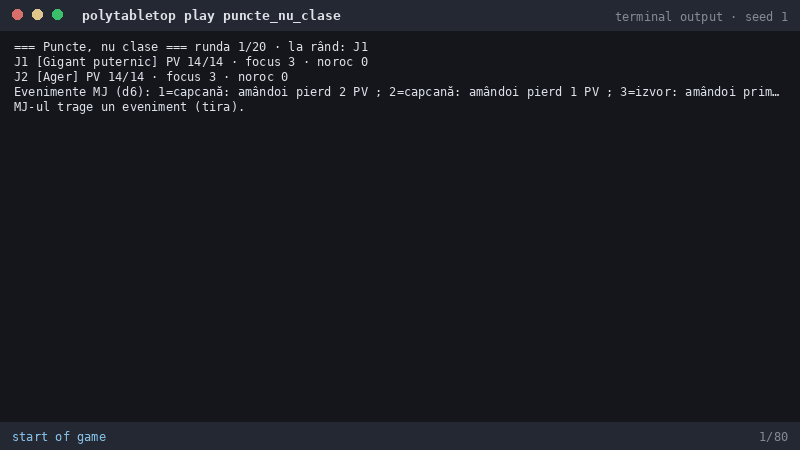 polytabletop play puncte_nu_clase
terminal output · seed 1
=== Puncte, nu clase === runda 1/20 · la rând: J1
J1 [Gigant puternic] PV 14/14 · focus 3 · noroc 0
J2 [Ager] PV 14/14 · focus 3 · noroc 0
Evenimente MJ (d6): 1=capcană: amândoi pierd 2 PV ; 2=capcană: amândoi pierd 1 PV ; 3=izvor: amândoi prim…
MJ-ul trage un eveniment (tira).
start of game
1/80